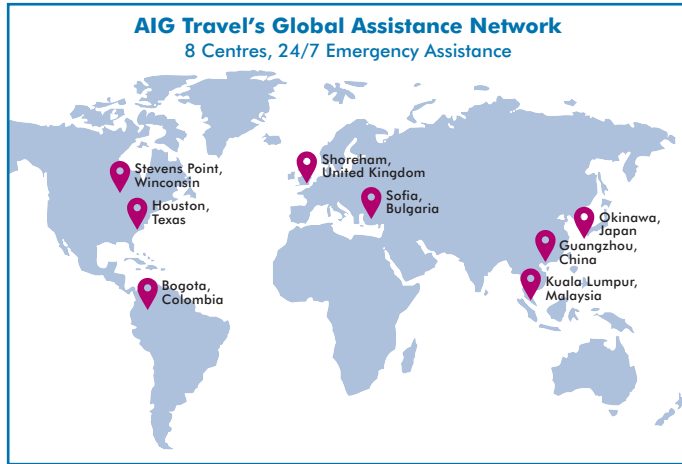 AIG Travel's Global Assistance Network
8 Centres, 24/7 Emergency Assistance
Stevens Point,
Winconsin
Houston,
Texas
Bogota,
Colombia
Shoreham,
United Kingdom
Sofia,
Bulgaria
Okinawa,
Japan
Guangzhou,
China
Kuala Lumpur,
Malaysia